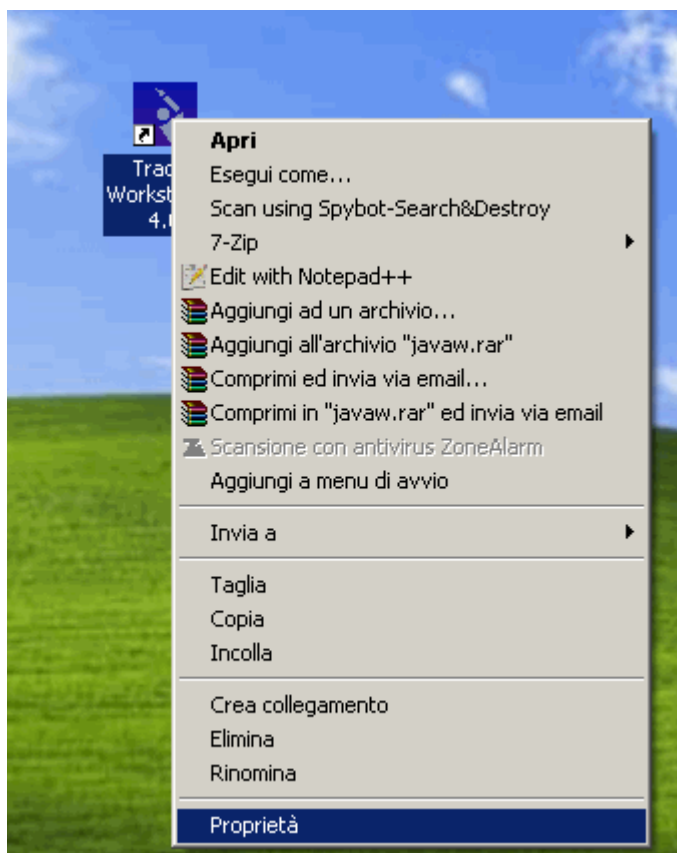 Apri
Esegui come...
Scan using Spybot-Search&Destroy
7-Zip
Edit with Notepad++
Aggiungi ad un archivio...
Aggiungi all'archivio "javaw.rar"
Comprimi ed invia via email...
Comprimi in "javaw.rar" ed invia via email
Scansione con antivirus ZoneAlarm
Aggiungi a menu di avvio
Invia a
Taglia
Copia
Incolla
Crea collegamento
Elimina
Rinomina
Proprietà